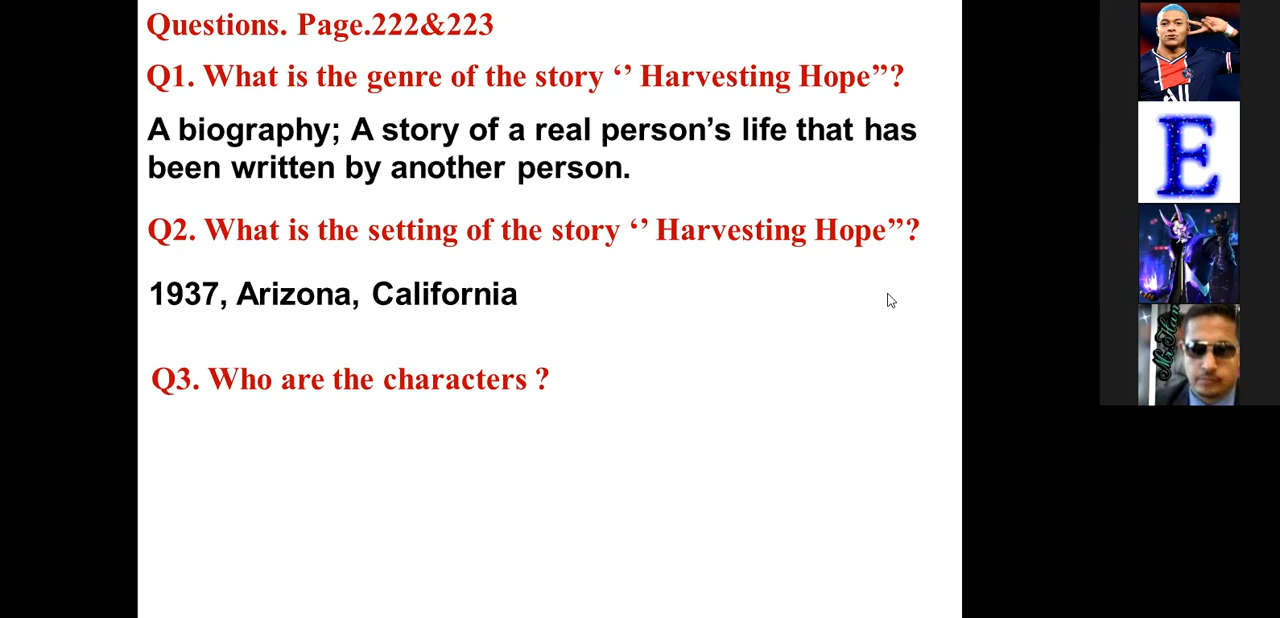 Questions. Page.222&223
Q1. What is the genre of the story ‘’ Harvesting Hope’’?
A biography; A story of a real person’s life that has
been written by another person.
Q2. What is the setting of the story ‘’ Harvesting Hope’’?
1937, Arizona, California
Q3. Who are the characters ?
E